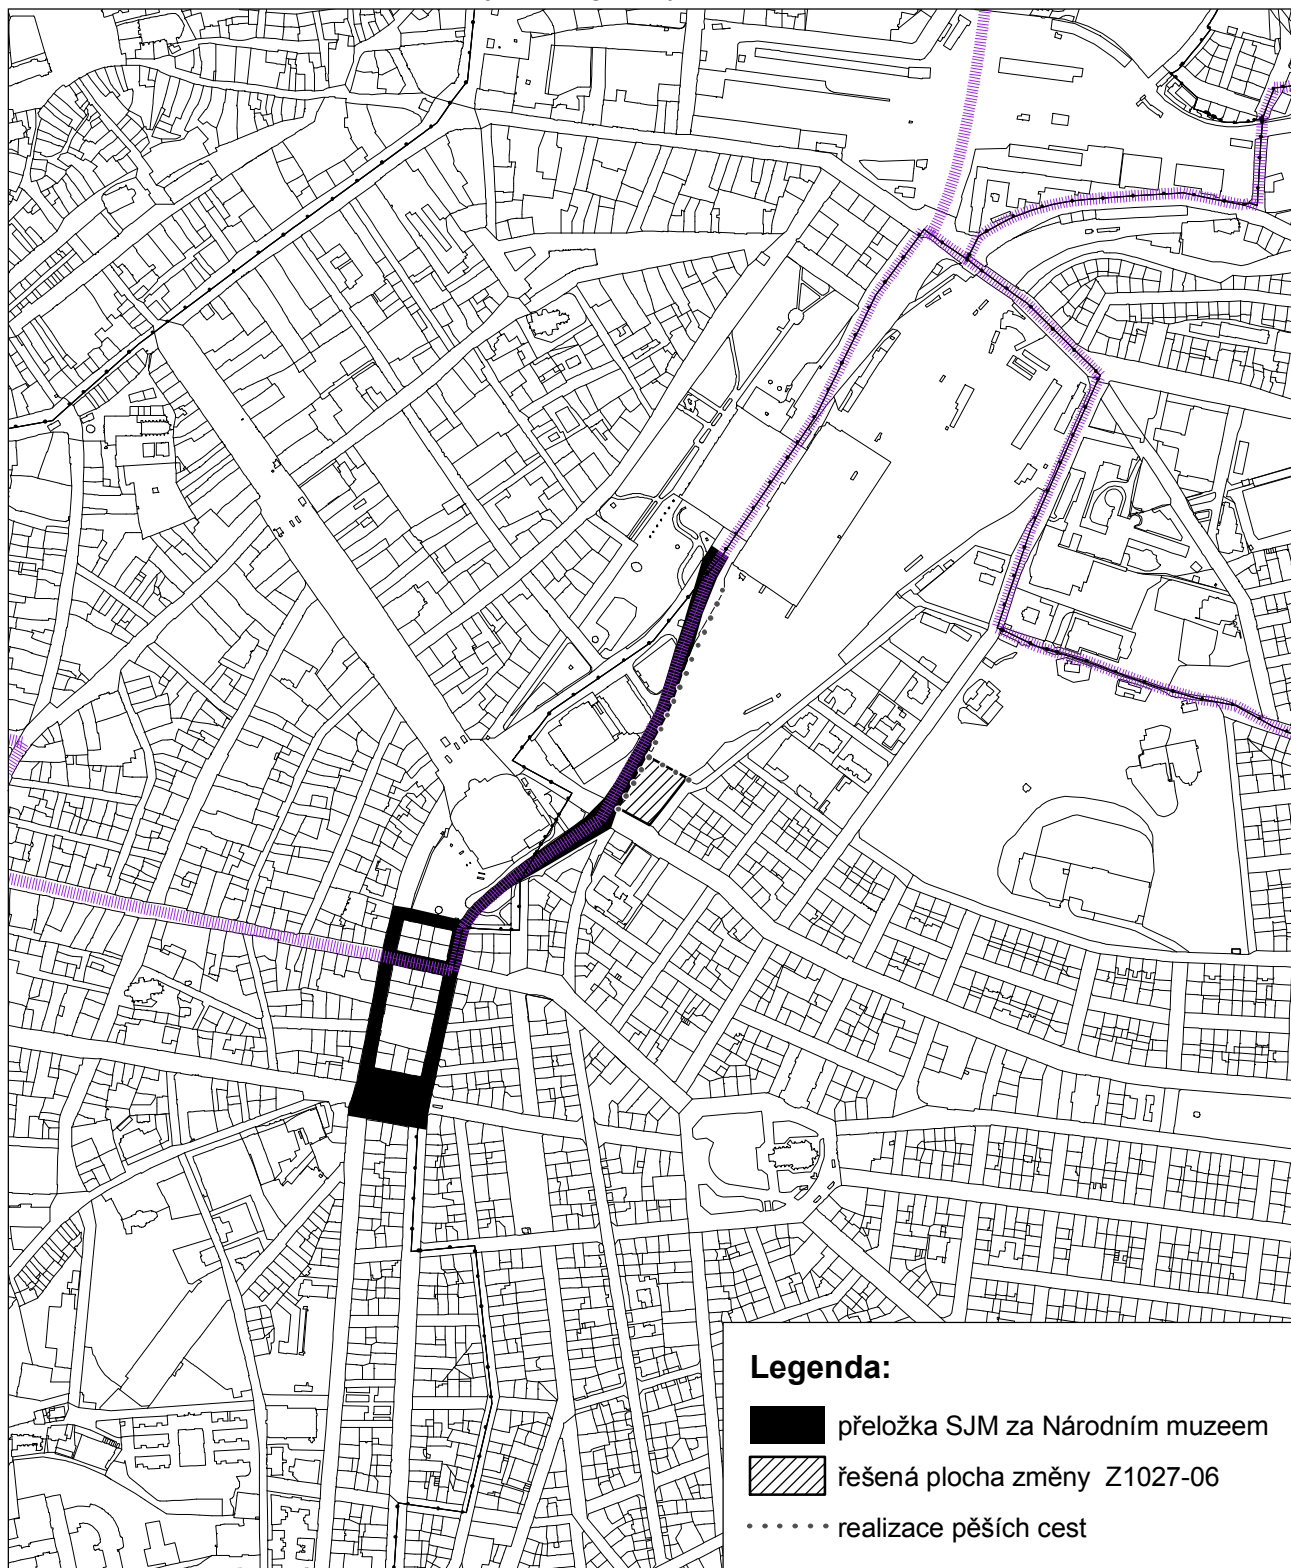 Legenda:
přeložka SJM za Národním muzeem
řešená plocha změny Z1027-06
realizace pěších cest